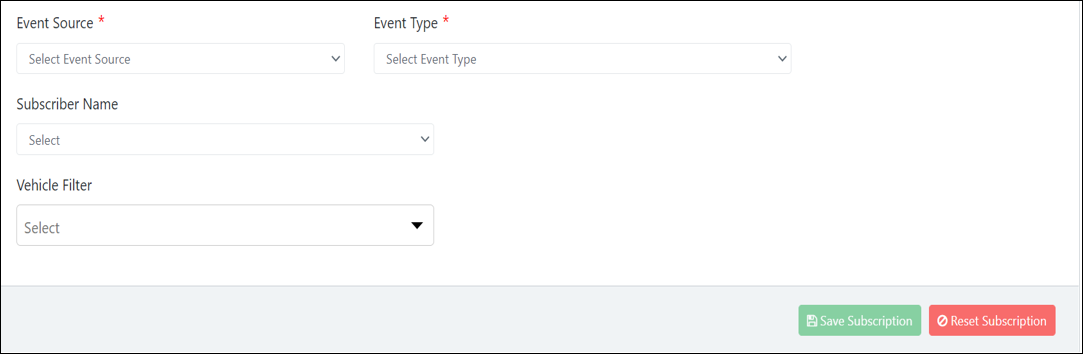 Event Source * Event Type *
Select Event Source Select Event Type
Subscriber Name
Select
Vehicle Filter
Select
Save Subscription Reset Subscription